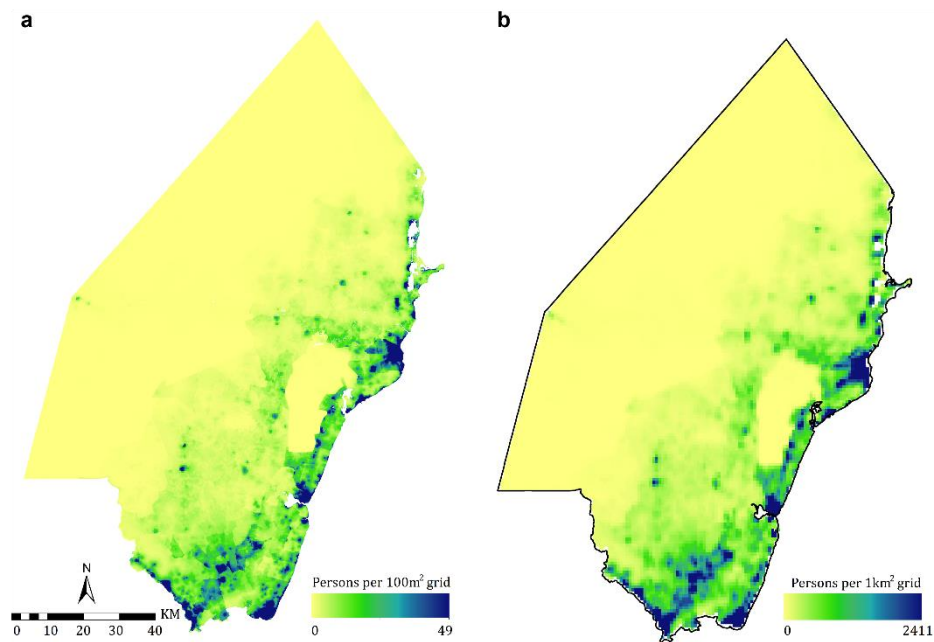 a
b
N
KM
0 10 20 30 40
Persons per 100m² grid
0 49
Persons per 1km² grid
0 2411